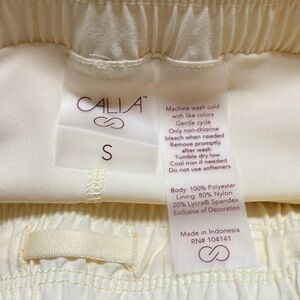 CALIA™
S
Machine wash cold
with like colors
Gentle cycle
Only non-chlorine
bleach when needed
Remove promptly
after wash
Tumble dry low
Cool iron if needed
Do not use softeners
Body: 100% Polyester
Lining: 80% Nylon
20% Lycra® Spandex
Exclusive of Decoration
Made in Indonesia
RN# 104141